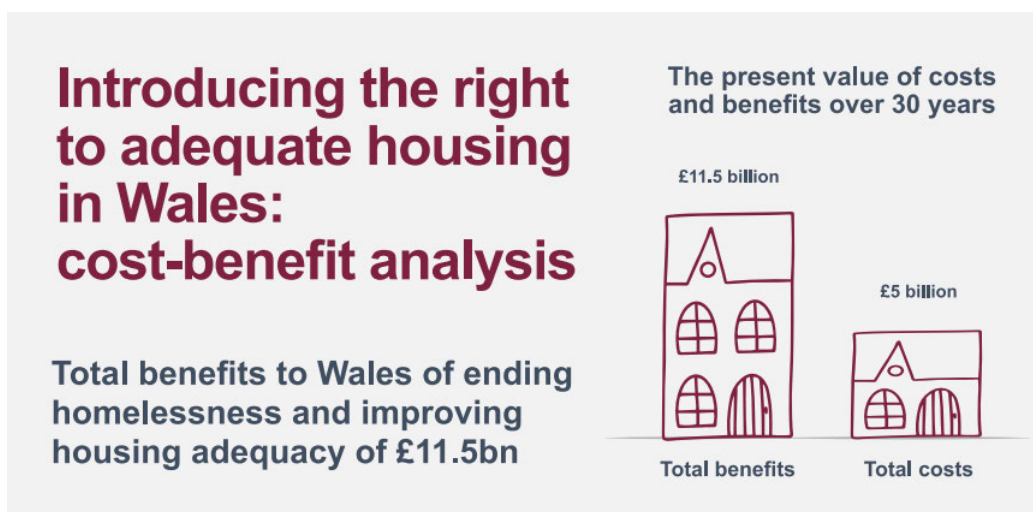 Introducing the right
to adequate housing
in Wales:
cost-benefit analysis
Total benefits to Wales of ending
homelessness and improving
housing adequacy of £11.5bn
The present value of costs
and benefits over 30 years
£11.5 billion
£5 billion
Total benefits
Total costs